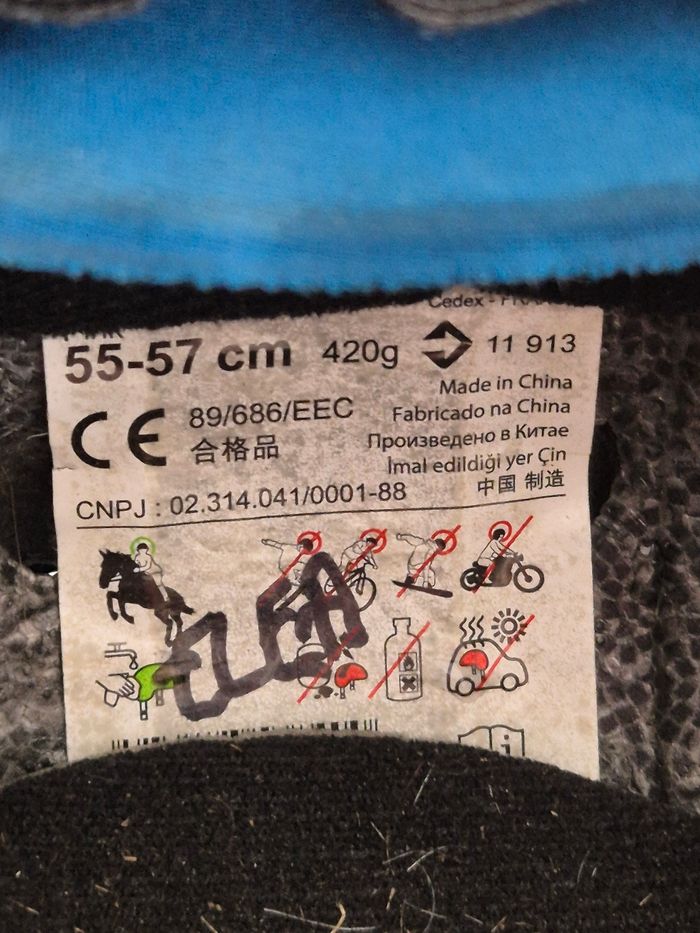 Cedex - FRANCE
55-57 cm 420g 11 913
CE 89/686/EEC
合格品
Made in China
Fabricado na China
Произведено в Китае
İmal edildiği yer Çin
中国 制造
CNPJ : 02.314.041/0001-88
i